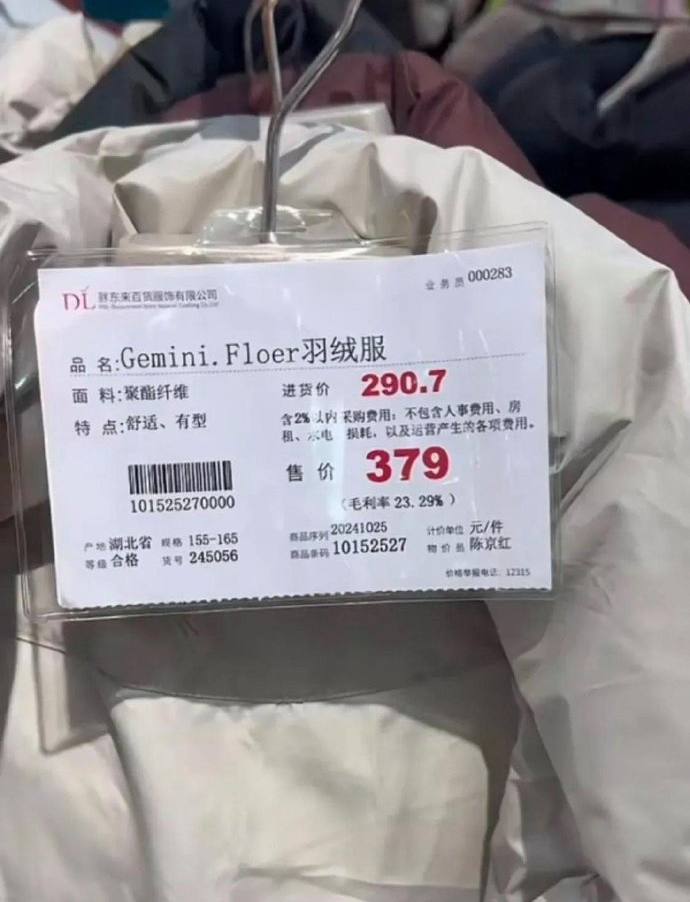 业务员 000283
DL 胖东来百货服饰有限公司
品 名:Gemini.Floer羽绒服
面 料:聚酯纤维
特 点:舒适、有型
进货价 290.7
含2%以内采购费用;不包含人事费用、房
租、水电、损耗,以及运营产生的各项费用。
售 价 379
(毛利率 23.29%)
101525270000
产地 湖北省 规格 155-165
等级 合格 货号 245056
商品序列 20241025
商品条码 10152527
计价单位 元/件
物价员 陈京红
价格举报电话:12315